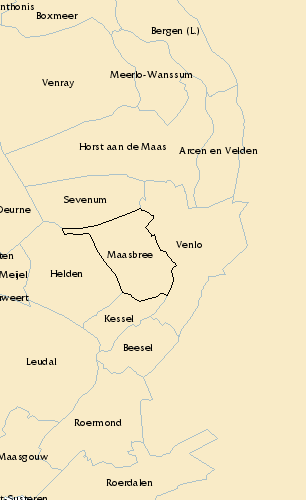 nthonis
Boxmeer
Bergen (L)
Meerlo-Wanssum
Venray
Horst aan de Maas
Arcen en Velden
Sevenum
Deurne
Venlo
Maasbree
ten
Meijel
Helden
rweert
Kessel
Beesel
Leudal
Roermond
Maasgouw
Roerdalen
t-Susteren